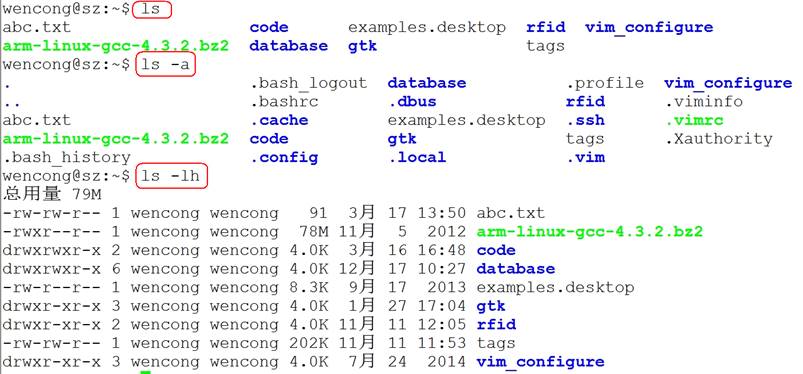 wencong@sz:~$ ls
abc.txt code examples.desktop rfid vim_configure
arm-linux-gcc-4.3.2.bz2 database gtk tags
wencong@sz:~$ ls -a
. .bash_logout database .profile vim_configure
.. .bashrc .dbus rfid .viminfo
abc.txt .cache examples.desktop .ssh .vimrc
arm-linux-gcc-4.3.2.bz2 code gtk tags .Xauthority
.bash_history .config .local .vim
wencong@sz:~$ ls -lh
总用量 79M
-rw-rw-r-- 1 wencong wencong 91 3月 17 13:50 abc.txt
-rwxr--r-- 1 wencong wencong 78M 11月 5 2012 arm-linux-gcc-4.3.2.bz2
drwxrwxr-x 2 wencong wencong 4.0K 3月 16 16:48 code
drwxrwxr-x 6 wencong wencong 4.0K 12月 17 10:27 database
-rw-r--r-- 1 wencong wencong 8.3K 9月 17 2013 examples.desktop
drwxr-xr-x 3 wencong wencong 4.0K 1月 27 17:04 gtk
drwxr-xr-x 2 wencong wencong 4.0K 11月 11 12:05 rfid
-rw-rw-r-- 1 wencong wencong 202K 11月 11 11:53 tags
drwxr-xr-x 3 wencong wencong 4.0K 7月 24 2014 vim_configure